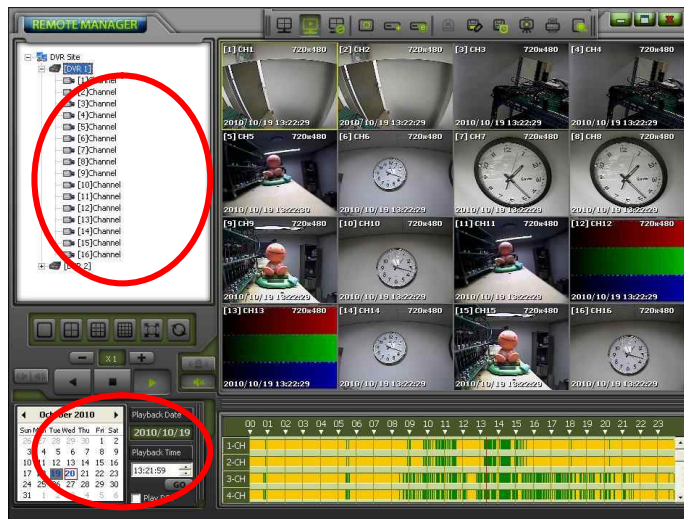 REMOTE MANAGER
DVR Site
[DVR 1]
[1]Channel
[2]Channel
[3]Channel
[4]Channel
[5]Channel
[6]Channel
[7]Channel
[8]Channel
[9]Channel
[10]Channel
[11]Channel
[12]Channel
[13]Channel
[14]Channel
[15]Channel
[16]Channel
2]
X1
[1] CH1 720x480
2010/10/19 13:22:29
[2] CH2 720x480
2010/10/19 13:22:29
[3] CH3 720x480
2010/10/19 13:22:29
[4] CH4 720x480
2010/10/19 13:22:29
[5] CH5 720x480
2010/10/19 13:22:30
[6] CH6 720x480
2010/10/19 13:22:29
[7] CH7 720x480
2010/10/19 13:22:29
[8] CH8 720x480
2010/10/19 13:22:29
[9] CH9 720x480
2010/10/19 13:22:29
[10] CH10 720x480
2010/10/19 13:22:29
[11] CH11 720x480
2010/10/19 13:22:29
[12] CH12 720x480
2010/10/19 13:22:29
[13] CH13 720x480
2010/10/19 13:22:29
[14] CH14 720x480
2010/10/19 13:22:29
[15] CH15 720x480
2010/10/19 13:22:29
[16] CH16 720x480
2010/10/19 13:22:29
October 2010
Sun Mon Tue Wed Thu Fri Sat
26 27 28 29 30 1 2
3 4 5 6 7 8 9
10 11 12 13 14 15 16
17 18 19 20 21 22 23
24 25 26 27 28 29 30
31 1 2 3 4 5 6
Playback Date
2010/10/19
Playback Time
13:21:59
GO
Play
00 01 02 03 04 05 06 07 08 09 10 11 12 13 14 15 16 17 18 19 20 21 22 23
1-CH
2-CH
3-CH
4-CH